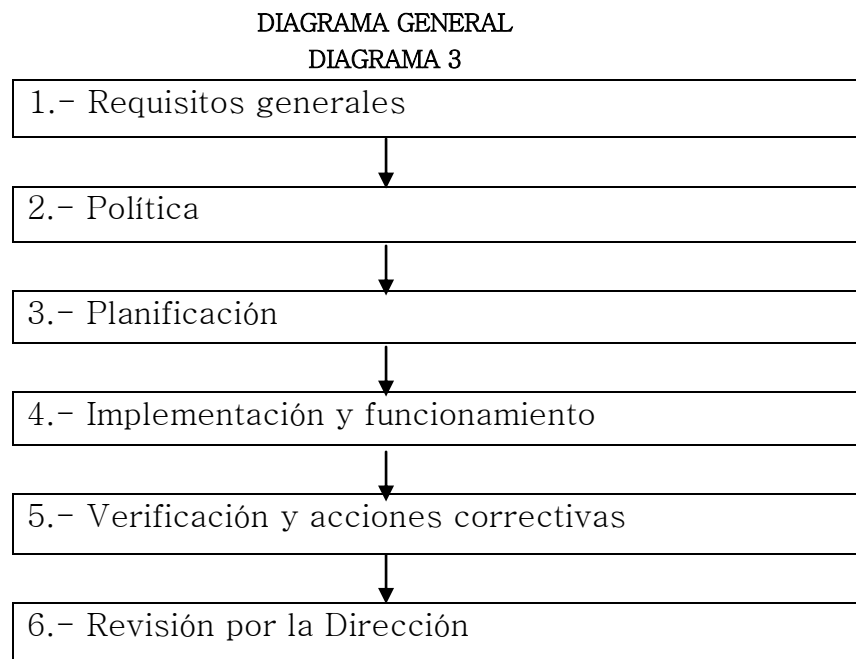 DIAGRAMA GENERAL
DIAGRAMA 3
1.- Requisitos generales
2.- Política
3.- Planificación
4.- Implementación y funcionamiento
5.- Verificación y acciones correctivas
6.- Revisión por la Dirección